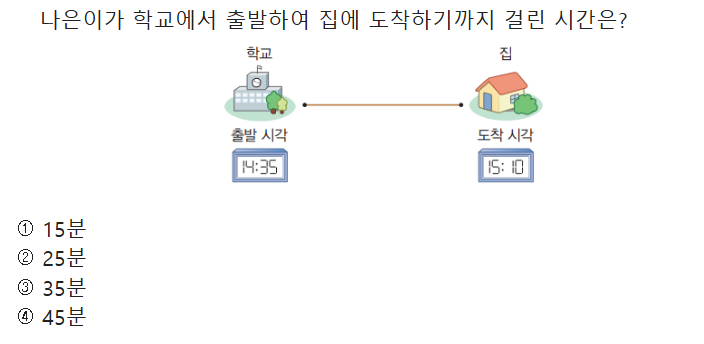 나은이가 학교에서 출발하여 집에 도착하기까지 걸린 시간은?
학교 집
출발 시각 도착 시각
14:35 15:10
① 15분
② 25분
③ 35분
④ 45분